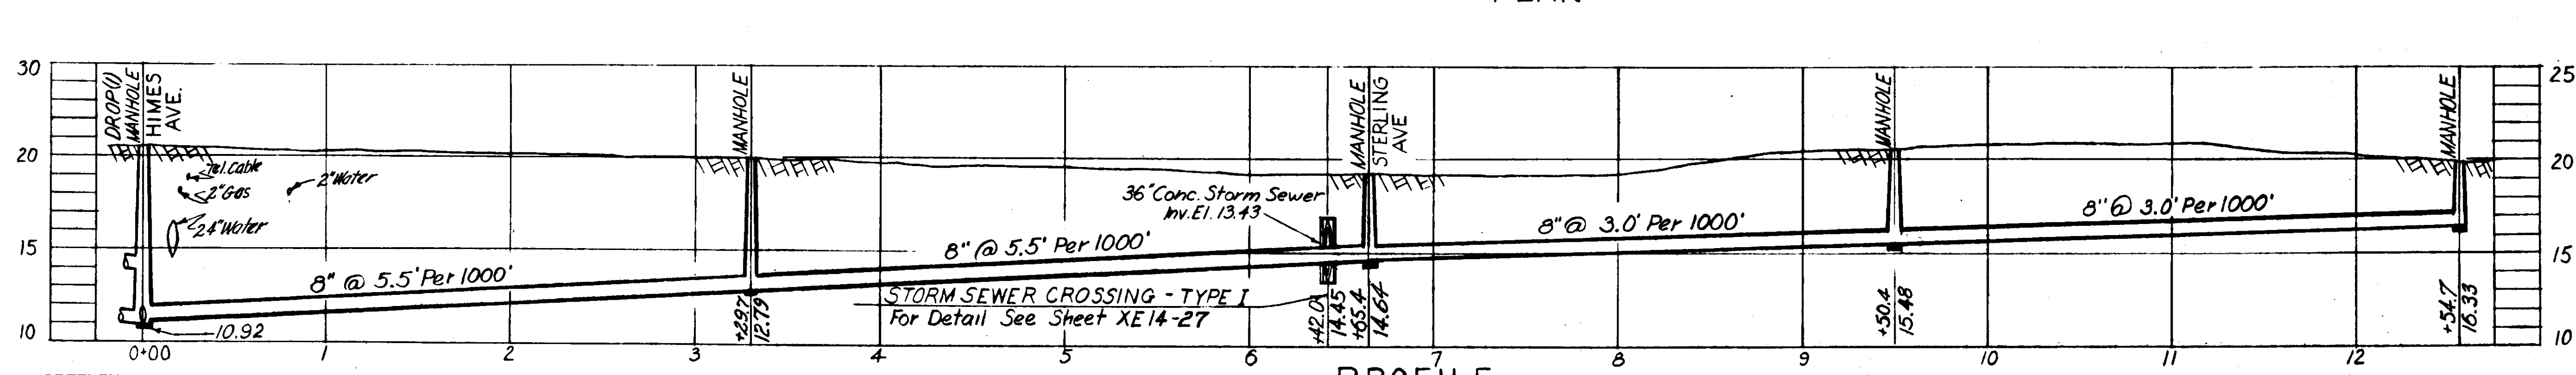 30
20
15
10
DROP(1)
MANHOLE
HIMES
AVE.
Tel. Cable
2" Gas
24" Water
2" Water
10.92
8" @ 5.5' Per 1000'
MANHOLE
+29.7
12.79
8" @ 5.5' Per 1000'
36" Conc. Storm Sewer
Inv. El. 13.43
STORM SEWER CROSSING - TYPE I
For Detail See Sheet XE14-27
+42.0
14.45
MANHOLE
STERLING
AVE
+65.4
14.64
8" @ 3.0' Per 1000'
MANHOLE
+50.4
15.48
8" @ 3.0' Per 1000'
MANHOLE
+54.7
16.33
25
20
15
10
0+00 1 2 3 4 5 6 7 8 9 10 11 12